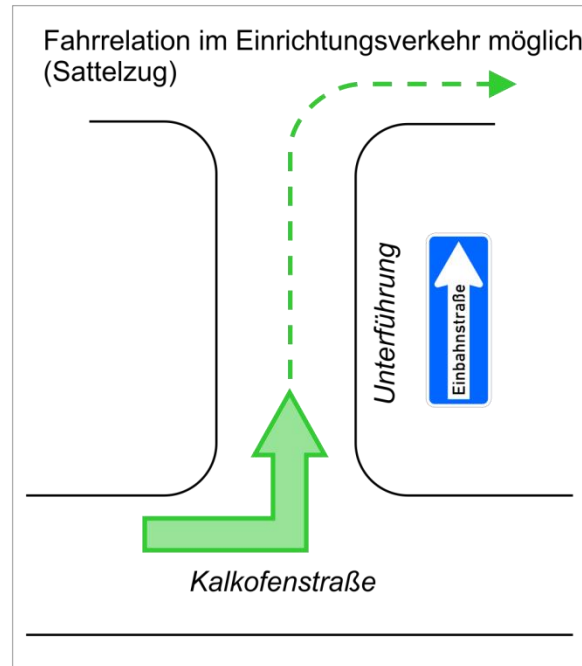 Fahrrelation im Einrichtungsverkehr möglich
(Sattelzug)
Unterführung
Einbahnstraße
Kalkofenstraße